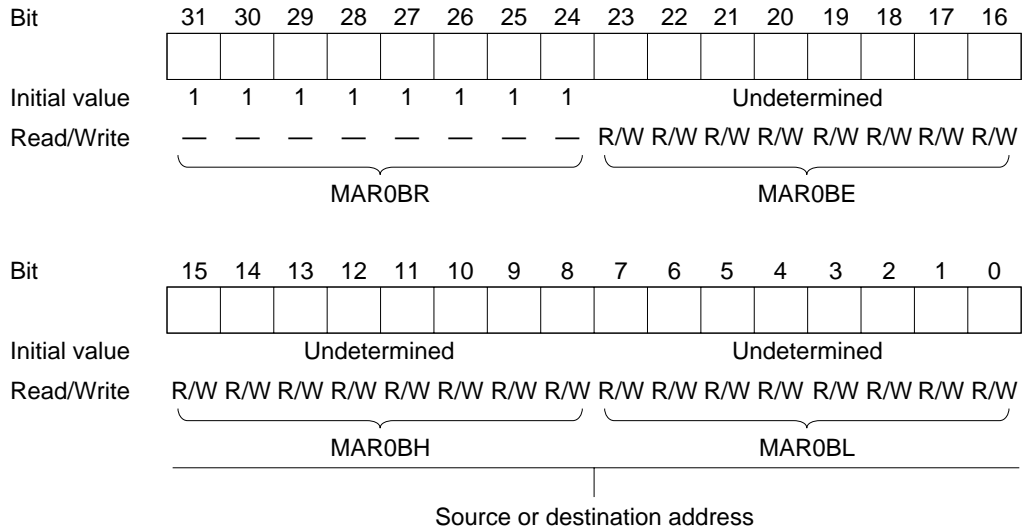 Bit 31 30 29 28 27 26 25 24 23 22 21 20 19 18 17 16
Initial value 1 1 1 1 1 1 1 1 Undetermined
Read/Write — — — — — — — — R/W R/W R/W R/W R/W R/W R/W R/W
MAR0BR MAR0BE
Bit 15 14 13 12 11 10 9 8 7 6 5 4 3 2 1 0
Initial value Undetermined Undetermined
Read/Write R/W R/W R/W R/W R/W R/W R/W R/W R/W R/W R/W R/W R/W R/W R/W R/W
MAR0BH MAR0BL
Source or destination address